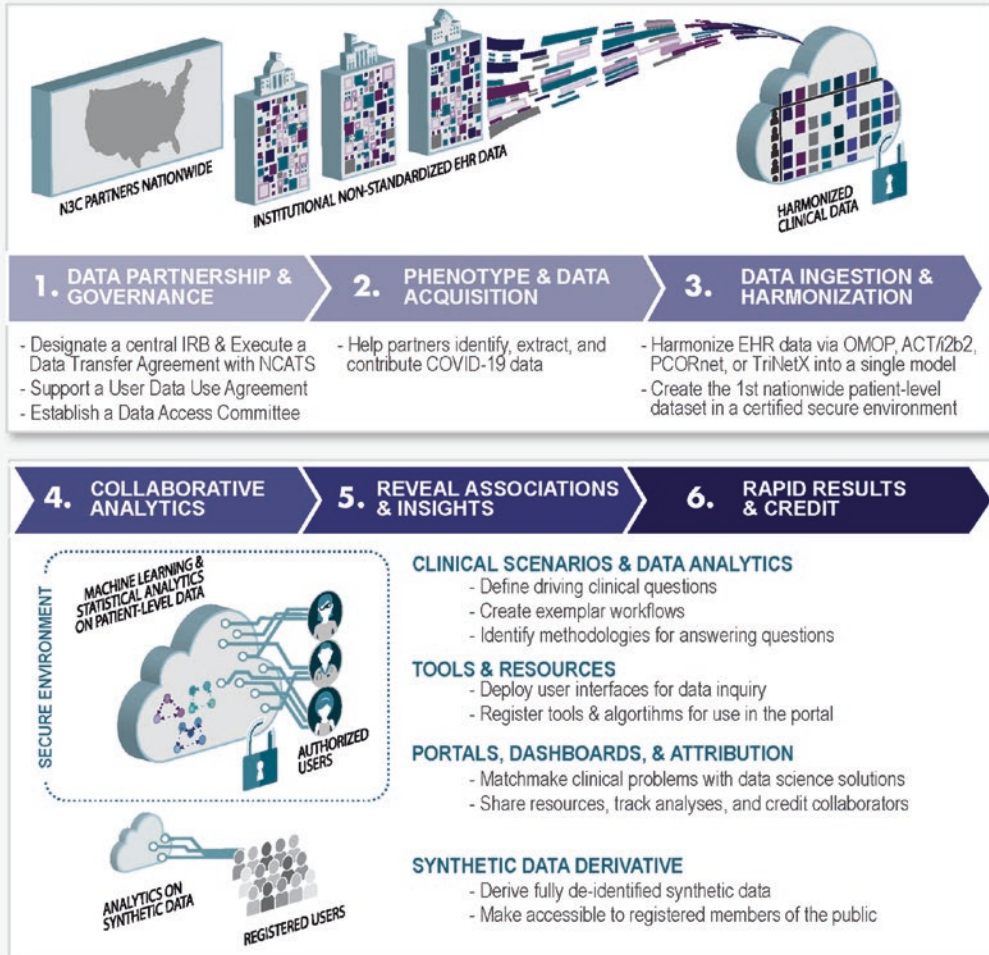 N3C PARTNERS NATIONWIDE
INSTITUTIONAL NON-STANDARDIZED EHR DATA
HARMONIZED
CLINICAL DATA
1. DATA PARTNERSHIP &
GOVERNANCE
2. PHENOTYPE & DATA
ACQUISITION
3. DATA INGESTION &
HARMONIZATION
- Designate a central IRB & Execute a
Data Transfer Agreement with NCATS
- Support a User Data Use Agreement
- Establish a Data Access Committee
- Help partners identify, extract, and
contribute COVID-19 data
- Harmonize EHR data via OMOP, ACT/i2b2,
PCORnet, or TriNetX into a single model
- Create the 1st nationwide patient-level
dataset in a certified secure environment
4. COLLABORATIVE
ANALYTICS
5. REVEAL ASSOCIATIONS
& INSIGHTS
6. RAPID RESULTS
& CREDIT
SECURE ENVIRONMENT
MACHINE LEARNING &
STATISTICAL ANALYTICS
ON PATIENT-LEVEL DATA
AUTHORIZED
USERS
ANALYTICS ON
SYNTHETIC DATA
REGISTERED USERS
CLINICAL SCENARIOS & DATA ANALYTICS
- Define driving clinical questions
- Create exemplar workflows
- Identify methodologies for answering questions
TOOLS & RESOURCES
- Deploy user interfaces for data inquiry
- Register tools & algortihms for use in the portal
PORTALS, DASHBOARDS, & ATTRIBUTION
- Matchmake clinical problems with data science solutions
- Share resources, track analyses, and credit collaborators
SYNTHETIC DATA DERIVATIVE
- Derive fully de-identified synthetic data
- Make accessible to registered members of the public